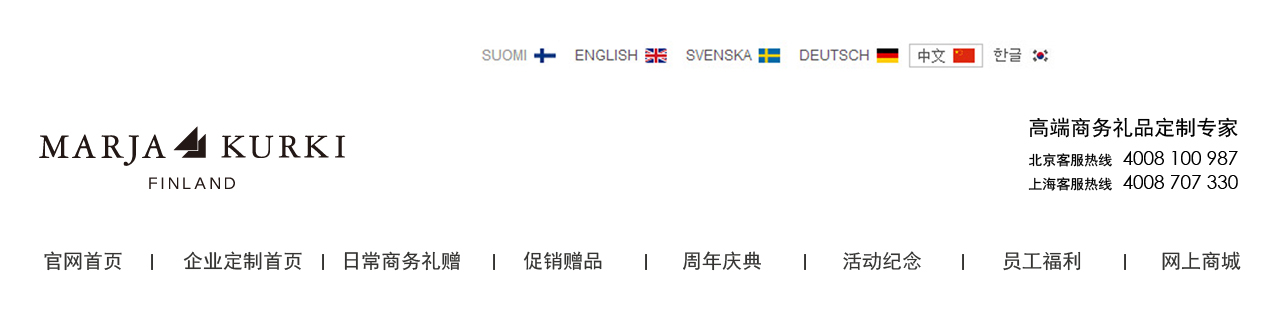 SUOMI ENGLISH SVENSKA DEUTSCH 中文 한글
MARJA KURKI
FINLAND
高端商务礼品定制专家
北京客服热线 4008 100 987
上海客服热线 4008 707 330
官网首页 | 企业定制首页 | 日常商务礼赠 | 促销赠品 | 周年庆典 | 活动纪念 | 员工福利 | 网上商城